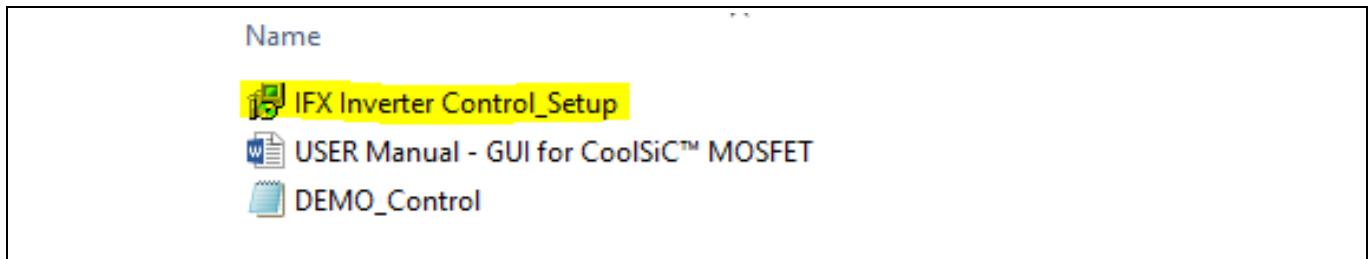 Name
IFX Inverter Control_Setup
USER Manual - GUI for CoolSiC™ MOSFET
DEMO_Control